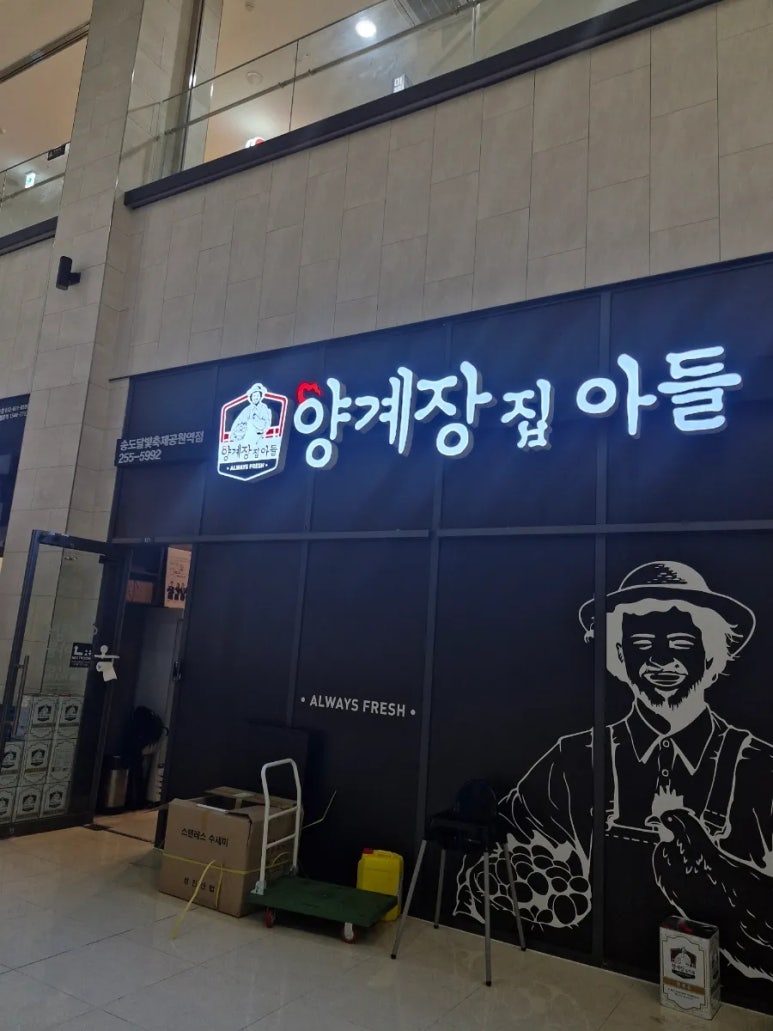 양계장 집 아들
양계장집아들
• ALWAYS FRESH •
송도달빛축제공원역점
255-5992
• ALWAYS FRESH •
스텐레스 수세미